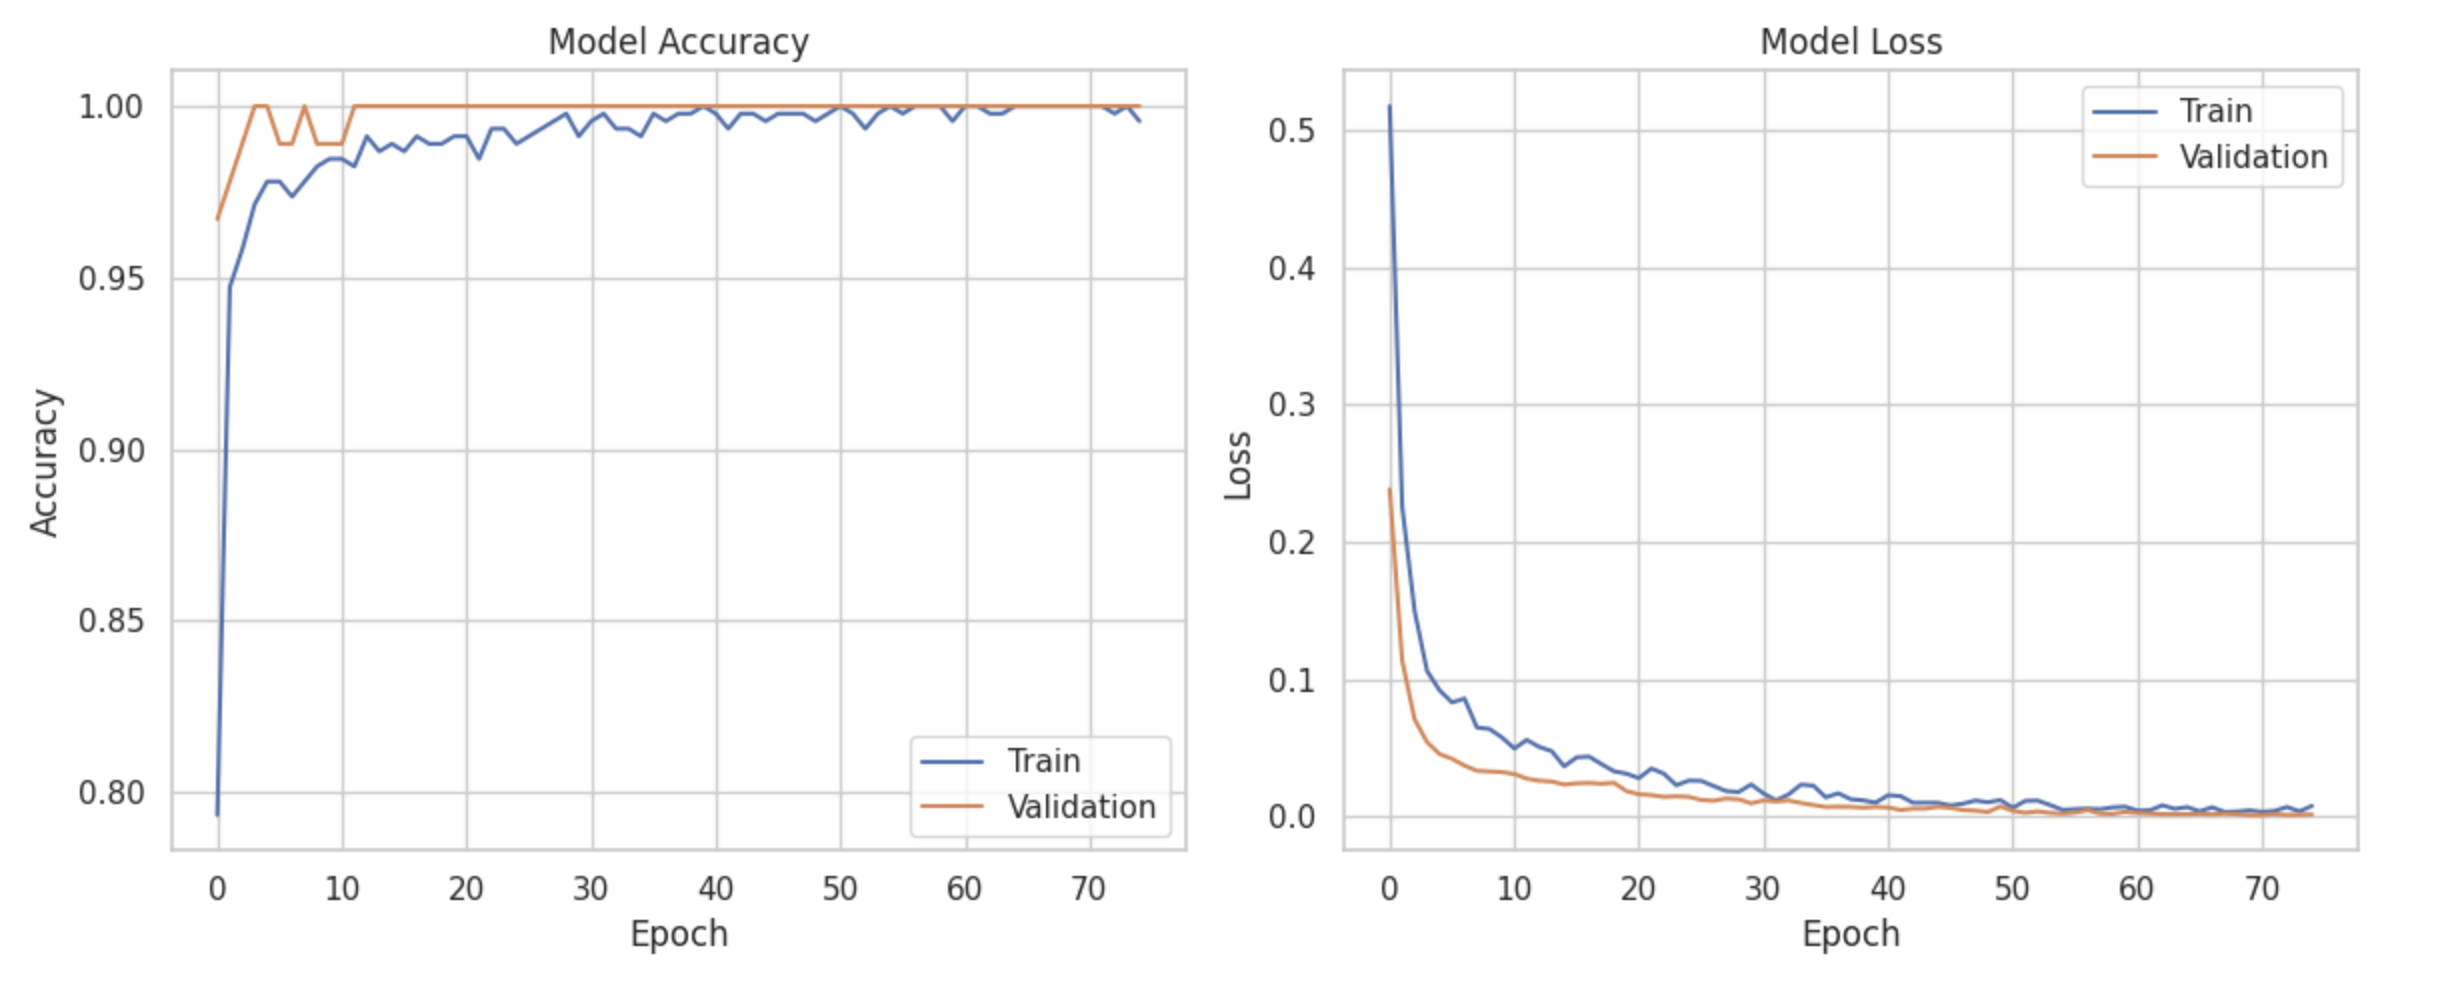 Model Accuracy
1.00
0.95
0.90
0.85
0.80
Accuracy
Train
Validation
0 10 20 30 40 50 60 70
Epoch
Model Loss
0.5
0.4
0.3
0.2
0.1
0.0
Loss
Train
Validation
0 10 20 30 40 50 60 70
Epoch